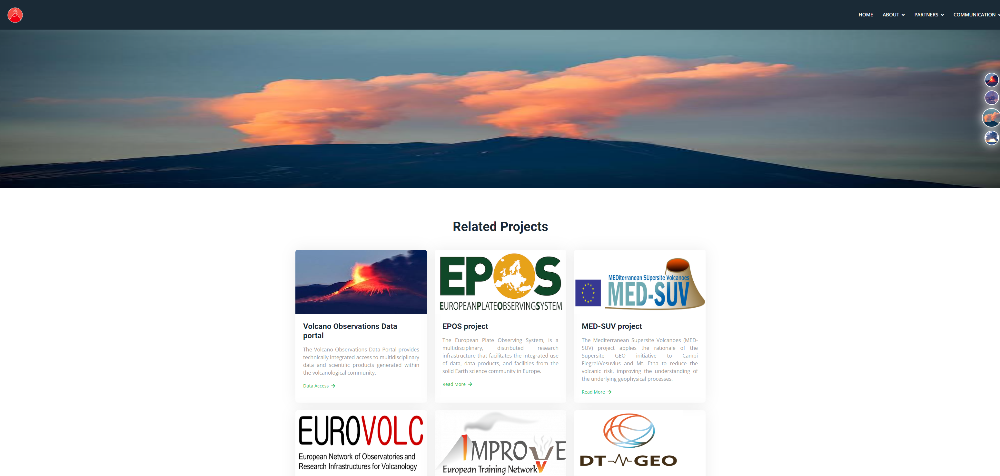 HOME ABOUT PARTNERS COMMUNICATION
Related Projects
EPOS
EUROPEANPLATEOBSERVINGSYSTEM
MEDiterranean SUpersite Volcanoes
MED-SUV
Volcano Observations Data
portal
The Volcano Observations Data Portal provides
technically integrated access to multidisciplinary
data and scientific products generated within
the volcanological community.
Data Access
EPOS project
The European Plate Observing System, is a
multidisciplinary, distributed research
infrastructure that facilitates the integrated use
of data, data products, and facilities from the
solid Earth science community in Europe.
Read More
MED-SUV project
The Mediterranean Supersite Volcanoes (MED-
SUV) project applies the rationale of the
Supersite GEO initiative to Campi
Flegrei/Vesuvius and Mt. Etna to reduce the
volcanic risk, improving the understanding of
the underlying geophysical processes.
Read More
EUROVOLC
European Network of Observatories and
Research Infrastructures for Volcanology
IMPROVE
European Training Network
DT GEO